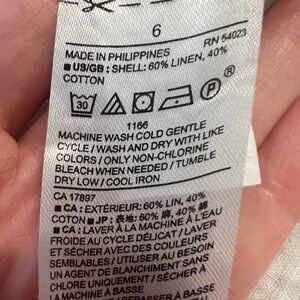 6
MADE IN PHILIPPINES
RN 54023
■ US/GB: SHELL: 60% LINEN, 40%
COTTON
30
P
®
1166
MACHINE WASH COLD GENTLE
CYCLE / WASH AND DRY WITH LIKE
COLORS / ONLY NON-CHLORINE
BLEACH WHEN NEEDED / TUMBLE
DRY LOW / COOL IRON
CA 17897
■ CA: EXTÉRIEUR: 60% LIN, 40%
COTON ■ JP: 表地: 60% 麻 40% 綿
■ CA: LAVER À LA MACHINE À L'EAU
FROIDE AU CYCLE DÉLICAT / LAVER
ET SÉCHER AVEC DES COULEURS
SEMBLABLES / UTILISER AU BESOIN
UN AGENT DE BLANCHIMENT SANS
CHLORE UNIQUEMENT / SÉCHER À
REPASSER À BASSE